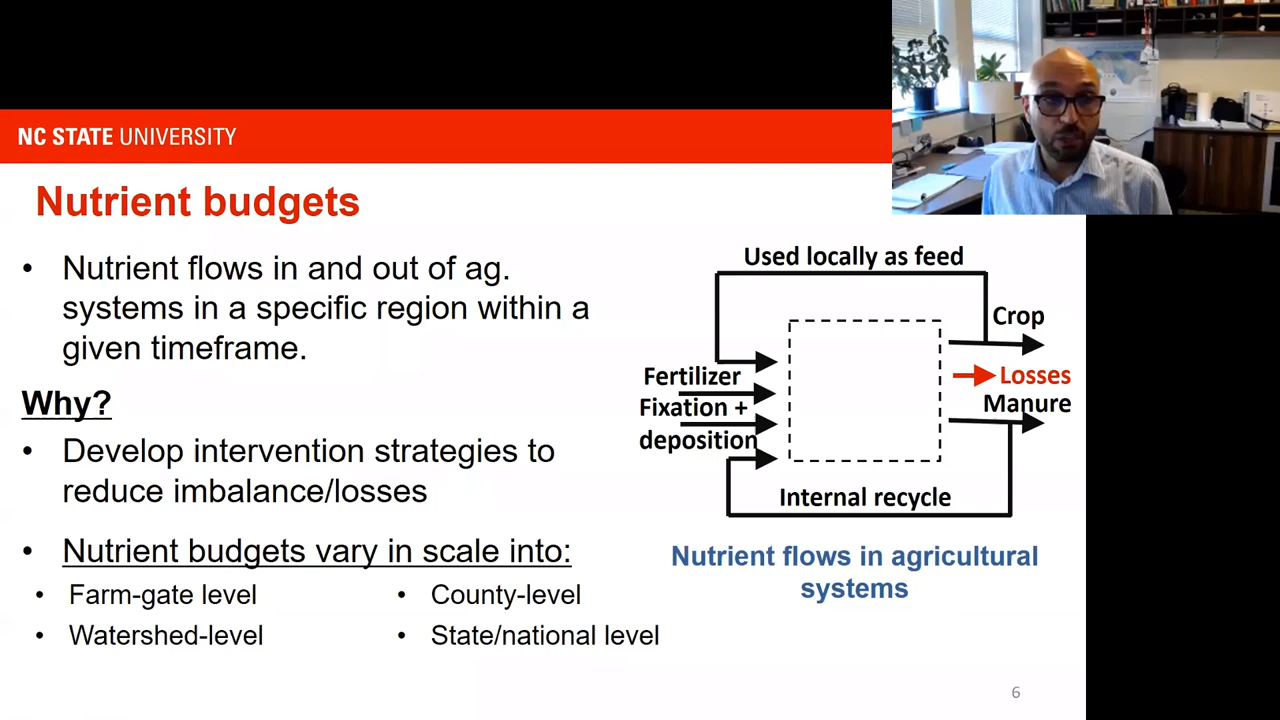 NC STATE UNIVERSITY
Nutrient budgets
• Nutrient flows in and out of ag.
systems in a specific region within a
given timeframe.
Why?
• Develop intervention strategies to
reduce imbalance/losses
• Nutrient budgets vary in scale into:
• Farm-gate level
• Watershed-level
• County-level
• State/national level
Used locally as feed
Crop
Fertilizer
Losses
Fixation +
deposition
Manure
Internal recycle
Nutrient flows in agricultural
systems
6